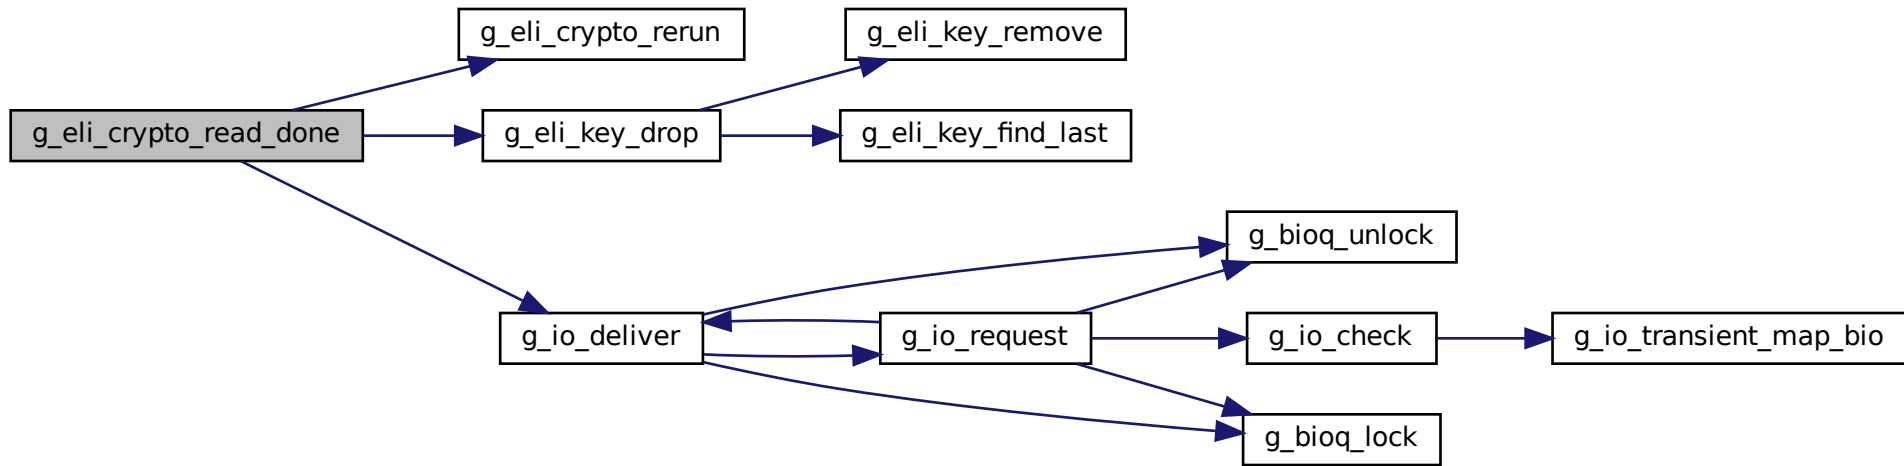 g_eli_crypto_rerun
g_eli_key_remove
g_eli_crypto_read_done
g_eli_key_drop
g_eli_key_find_last
g_bioq_unlock
g_io_deliver
g_io_request
g_io_check
g_io_transient_map_bio
g_bioq_lock